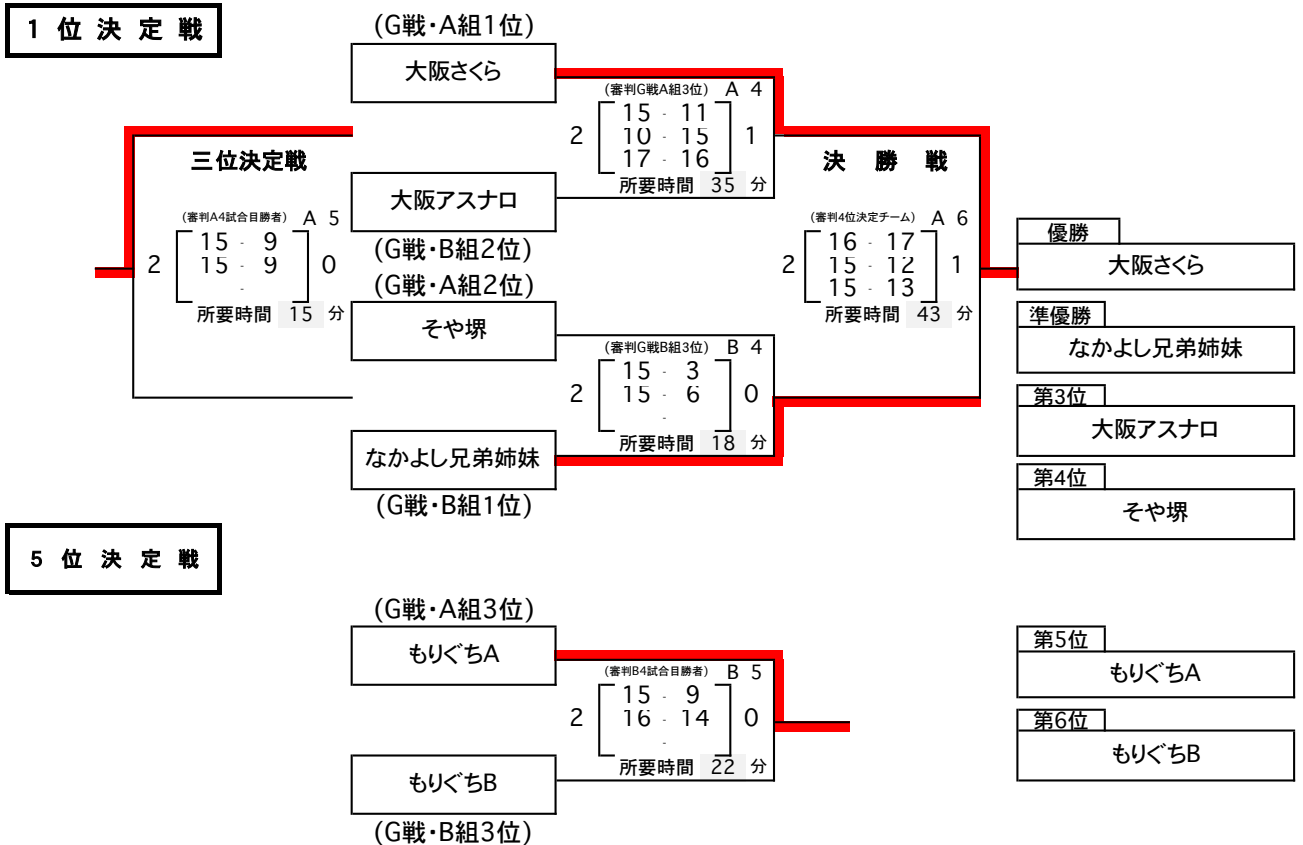 1 位 決 定 戦
(G戦・A組1位)
大阪さくら
(審判G戦A組3位) A 4
15 - 11
2 10 - 15 1
17 - 16
所要時間 35 分
大阪アスナロ
(G戦・B組2位)
三位決定戦
(審判A4試合目勝者) A 5
15 - 9
2 15 - 9 0
-
所要時間 15 分
決 勝 戦
(審判4位決定チーム) A 6
16 - 17
2 15 - 12 1
15 - 13
所要時間 43 分
(G戦・A組2位)
そや堺
(審判G戦B組3位) B 4
15 - 3
2 15 - 6 0
-
所要時間 18 分
なかよし兄弟姉妹
(G戦・B組1位)
優勝
大阪さくら
準優勝
なかよし兄弟姉妹
第3位
大阪アスナロ
第4位
そや堺
5 位 決 定 戦
(G戦・A組3位)
もりぐちA
(審判B4試合目勝者) B 5
15 - 9
2 16 - 14 0
-
所要時間 22 分
もりぐちB
(G戦・B組3位)
第5位
もりぐちA
第6位
もりぐちB